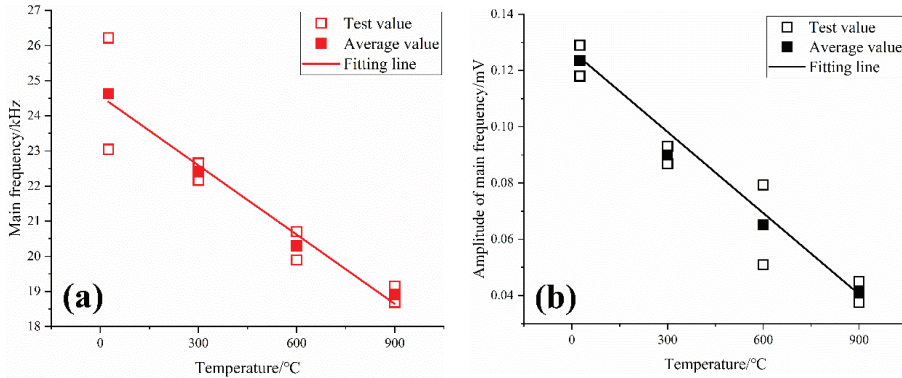 27
26
25
24
23
22
21
20
19
18
Main frequency/kHz
Test value
Average value
Fitting line
(a)
0
300
600
900
Temperature/°C
0.14
0.12
0.10
0.08
0.06
0.04
Amplitude of main frequency/mV
Test value
Average value
Fitting line
(b)
0
300
600
900
Temperature/°C